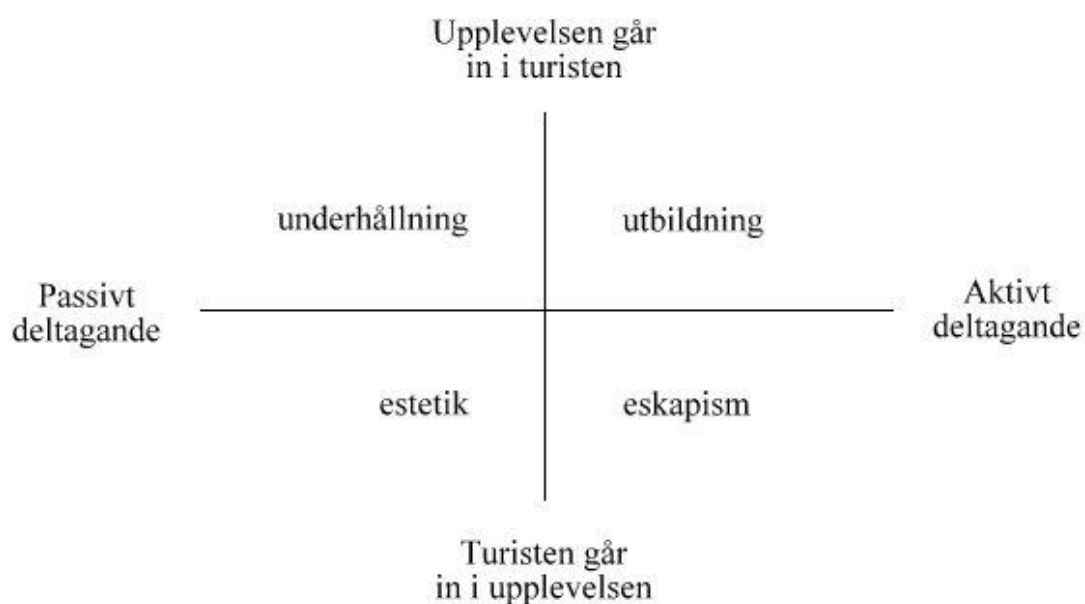 Upplevelsen går
in i turisten
underhållning
utbildning
Passivt
deltagande
Aktivt
deltagande
estetik
eskapism
Turisten går
in i upplevelsen